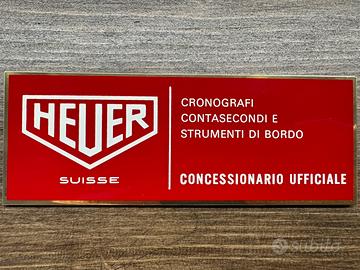 HEUER
SUISSE
CRONOGRAFI
CONTASECONDI E
STRUMENTI DI BORDO
CONCESSIONARIO UFFICIALE
subito